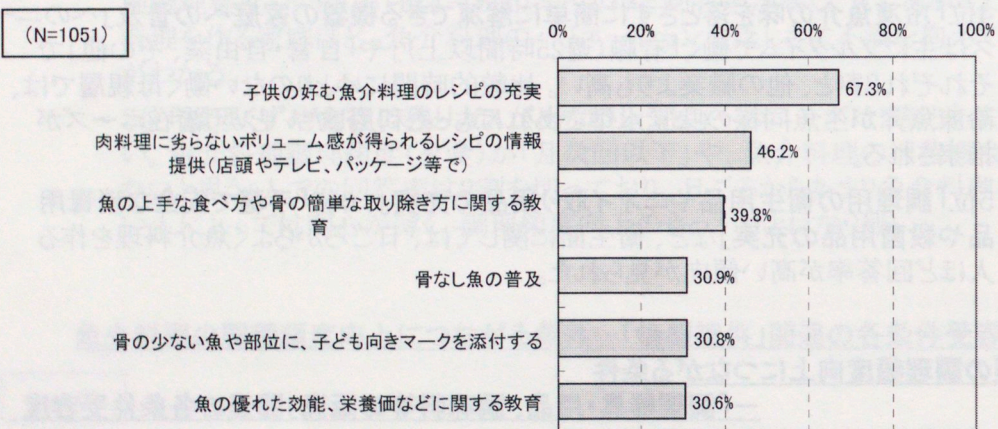 (N=1051)
0% 20% 40% 60% 80% 100%
子供の好む魚介料理のレシピの充実 67.3%
肉料理に劣らないボリューム感が得られるレシピの情報
提供(店頭やテレビ、パッケージ等で) 46.2%
魚の上手な食べ方や骨の簡単な取り除き方に関する教
育 39.8%
骨なし魚の普及 30.9%
骨の少ない魚や部位に、子ども向きマークを添付する 30.8%
魚の優れた効能、栄養価などに関する教育 30.6%